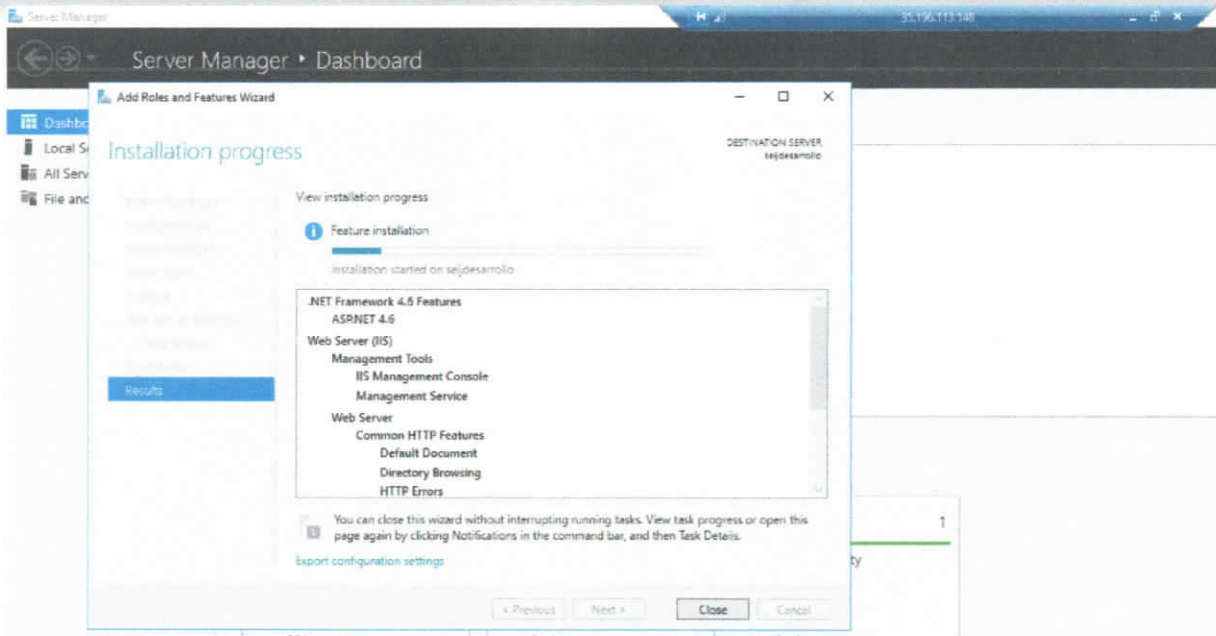 Server Manager
35.196.113.148
Server Manager • Dashboard
Add Roles and Features Wizard
Dashbo
Local Se
All Serv
File and
Installation progress
DESTINATION SERVER
seijdesarrollo
View installation progress
Feature installation
Installation started on seijdesarrollo
.NET Framework 4.6 Features
ASP.NET 4.6
Web Server (IIS)
Management Tools
IIS Management Console
Management Service
Web Server
Common HTTP Features
Default Document
Directory Browsing
HTTP Errors
Results
You can close this wizard without interrupting running tasks. View task progress or open this
page again by clicking Notifications in the command bar, and then Task Details.
Export configuration settings
< Previous
Next >
Close
Cancel
1
ty